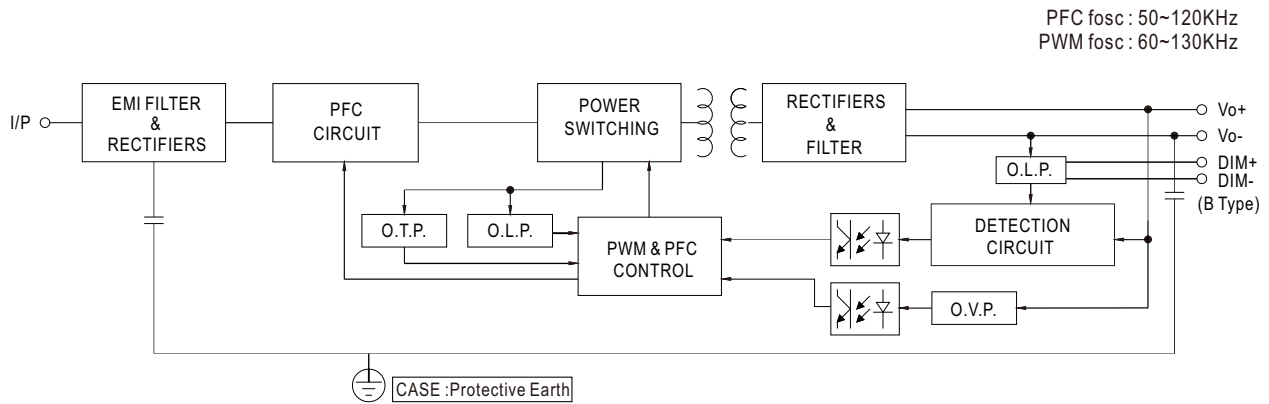 PFC fosc : 50~120KHz
PWM fosc : 60~130KHz
I/P
EMI FILTER
&
RECTIFIERS
PFC
CIRCUIT
POWER
SWITCHING
RECTIFIERS
&
FILTER
Vo+
Vo-
DIM+
DIM-
(B Type)
O.L.P.
O.T.P.
O.L.P.
PWM & PFC
CONTROL
DETECTION
CIRCUIT
O.V.P.
CASE :Protective Earth